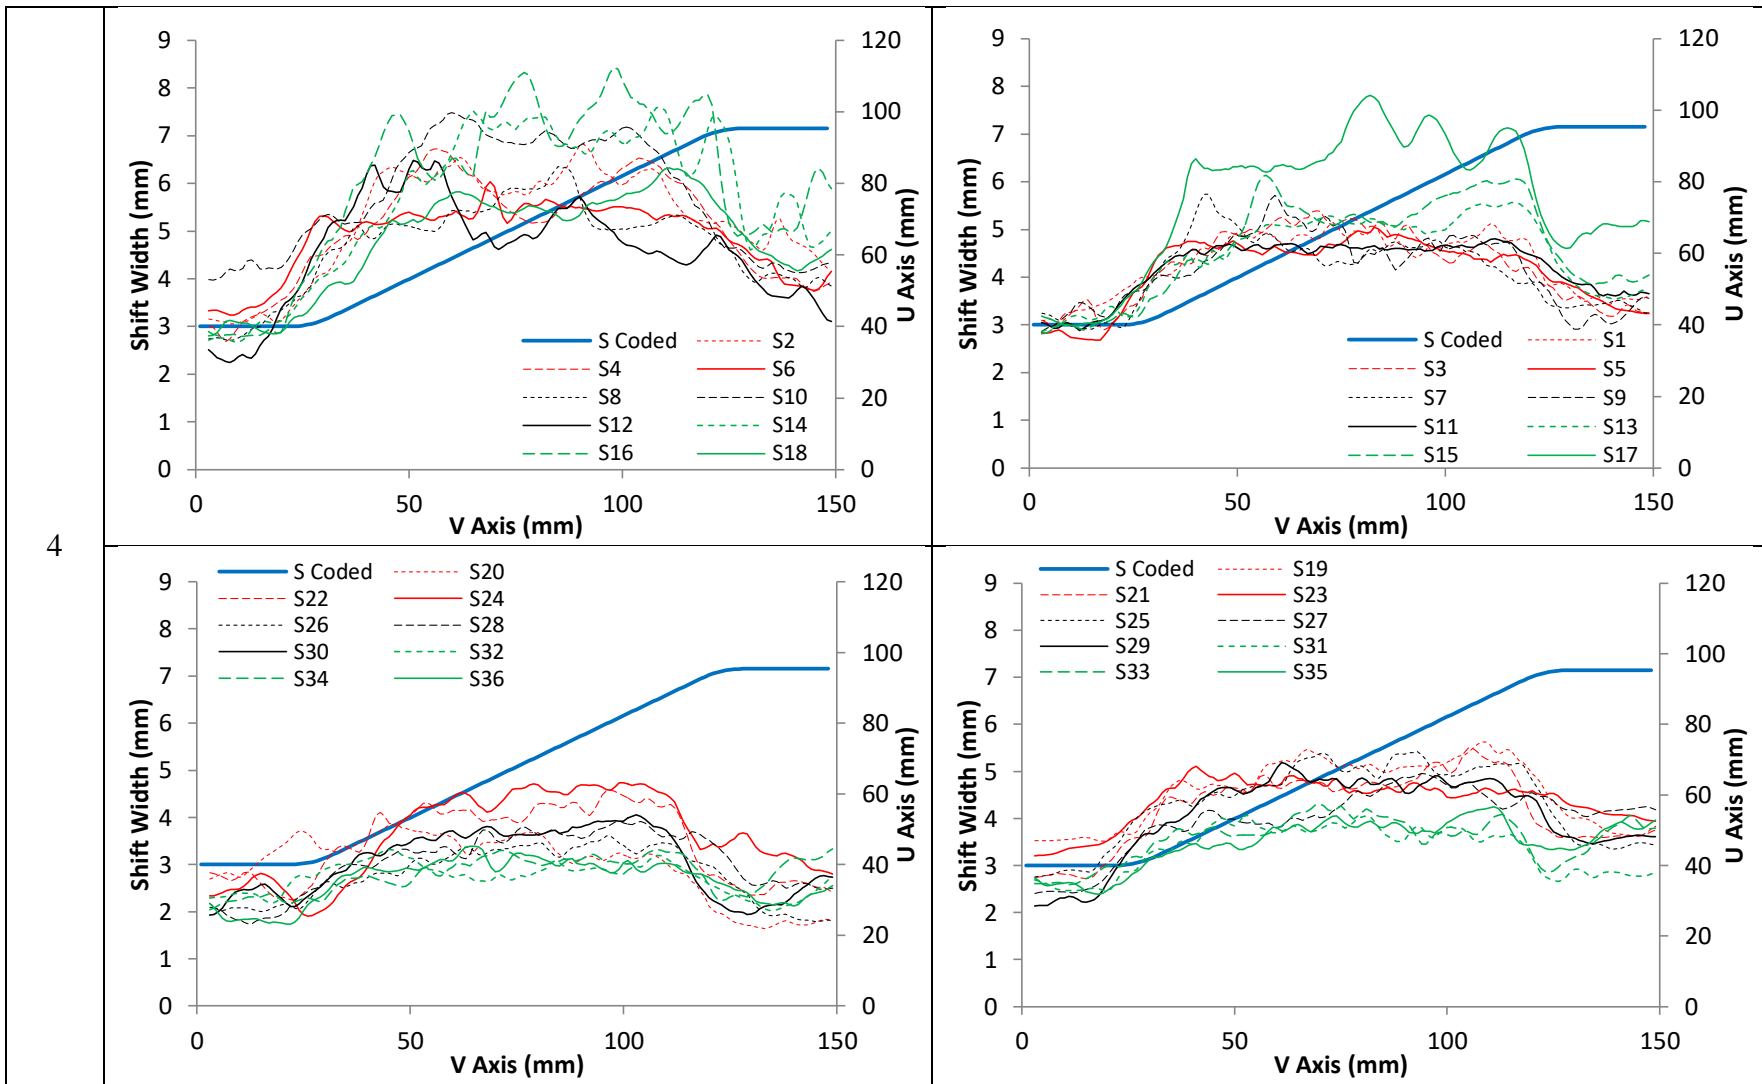 4
9
8
7
6
5
4
3
2
1
0
Shift Width (mm)
120
100
80
60
40
20
0
U Axis (mm)
S Coded S2
S4 S6
S8 S10
S12 S14
S16 S18
0 50 100 150
V Axis (mm)
9
8
7
6
5
4
3
2
1
0
Shift Width (mm)
120
100
80
60
40
20
0
U Axis (mm)
S Coded S1
S3 S5
S7 S9
S11 S13
S15 S17
0 50 100 150
V Axis (mm)
9
8
7
6
5
4
3
2
1
0
Shift Width (mm)
120
100
80
60
40
20
0
U Axis (mm)
S Coded S20
S22 S24
S26 S28
S30 S32
S34 S36
0 50 100 150
V Axis (mm)
9
8
7
6
5
4
3
2
1
0
Shift Width (mm)
120
100
80
60
40
20
0
U Axis (mm)
S Coded S19
S21 S23
S25 S27
S29 S31
S33 S35
0 50 100 150
V Axis (mm)